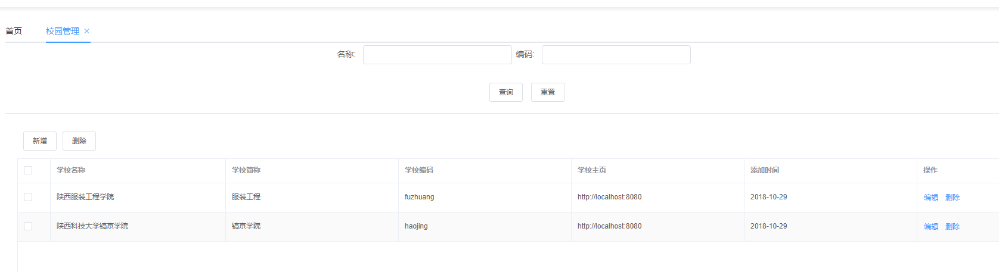 首页 校园管理
名称: 编码:
查询 重置
新增 删除
学校名称 学校简称 学校编码 学校主页 添加时间 操作
陕西服装工程学院 服装工程 fuzhuang http://localhost:8080 2018-10-29 编辑 删除
陕西科技大学镐京学院 镐京学院 haojing http://localhost:8080 2018-10-29 编辑 删除